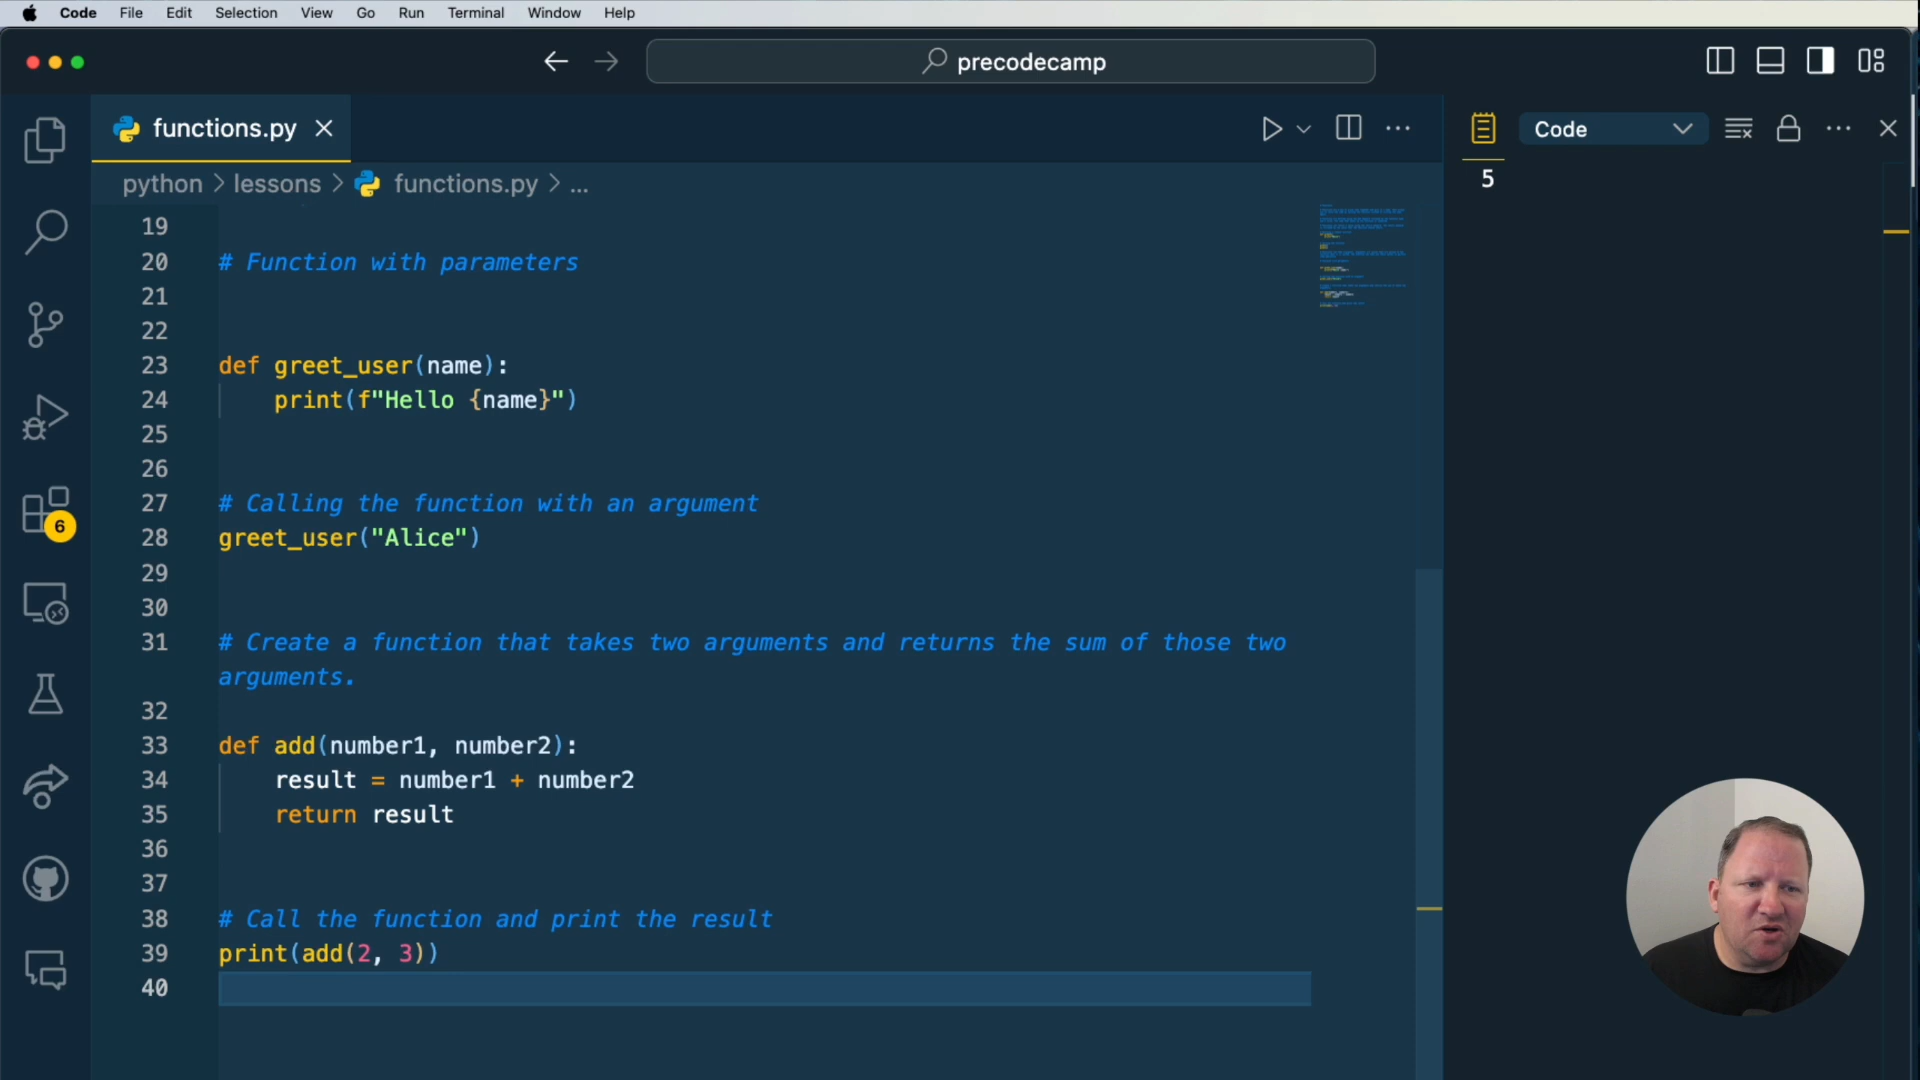 Code File Edit Selection View Go Run Terminal Window Help
precodecamp
functions.py
Code
python > lessons > functions.py > ...
5
19
20 # Function with parameters
21
22
23 def greet_user(name):
24 print(f"Hello {name}")
25
26
27 # Calling the function with an argument
28 greet_user("Alice")
29
30
31 # Create a function that takes two arguments and returns the sum of those two
arguments.
32
33 def add(number1, number2):
34 result = number1 + number2
35 return result
36
37
38 # Call the function and print the result
39 print(add(2, 3))
40
6